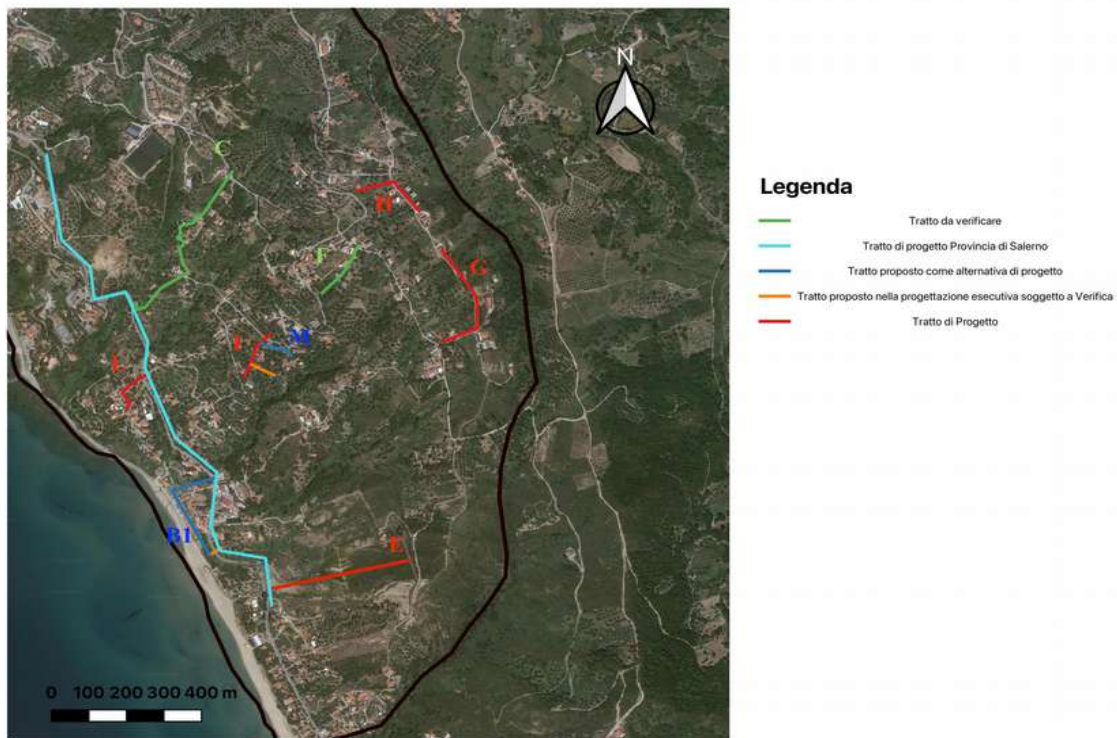 N
C
H
F
G
I
M
L
B1
E
0 100 200 300 400 m
Legenda
Tratto da verificare
Tratto di progetto Provincia di Salerno
Tratto proposto come alternativa di progetto
Tratto proposto nella progettazione esecutiva soggetto a Verifica
Tratto di Progetto